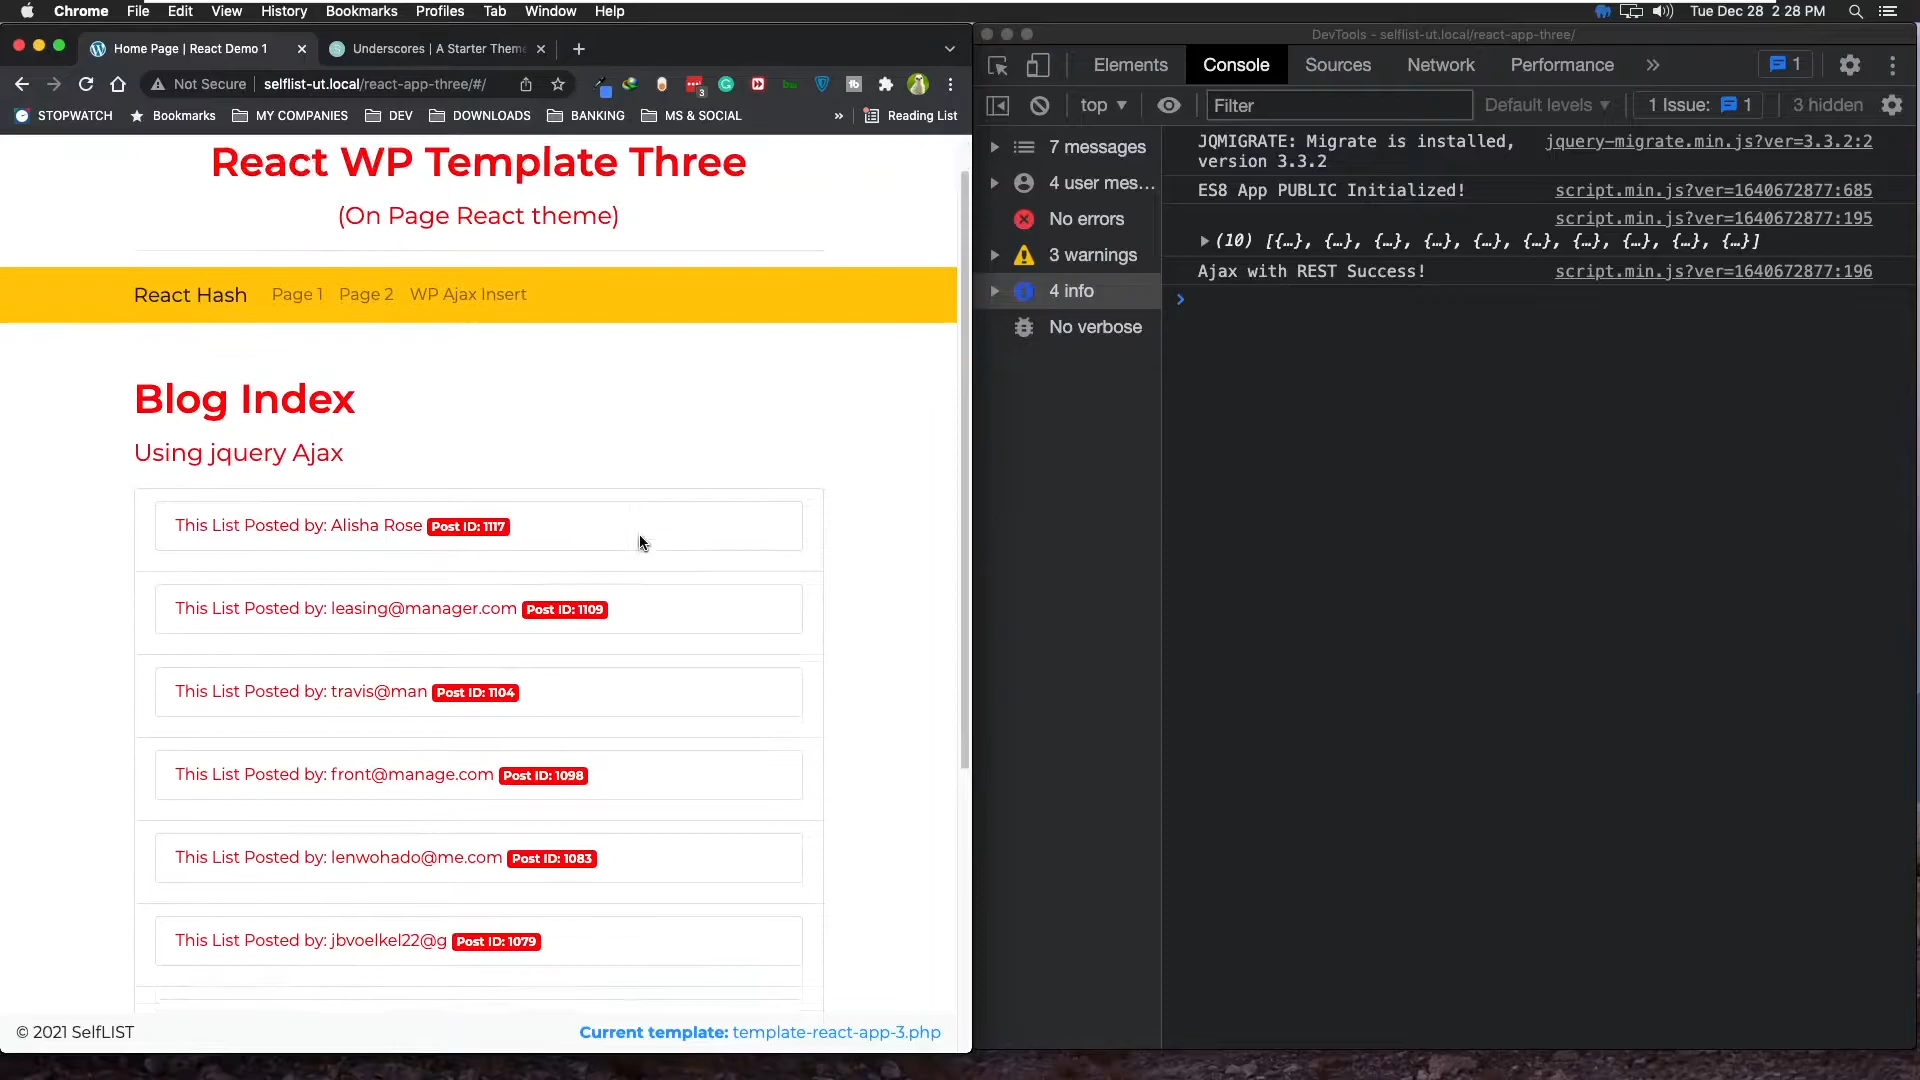 Chrome File Edit View History Bookmarks Profiles Tab Window Help Tue Dec 28 2 28 PM
Home Page | React Demo 1
Underscores | A Starter Theme
DevTools - selflist-ut.local/react-app-three/
Elements Console Sources Network Performance 1
Not Secure selflist-ut.local/react-app-three/#/ 3
top Filter Default levels 1 Issue: 1 3 hidden
STOPWATCH Bookmarks MY COMPANIES DEV DOWNLOADS BANKING MS & SOCIAL » Reading List
React WP Template Three
(On Page React theme)
React Hash Page 1 Page 2 WP Ajax Insert
Blog Index
Using jquery Ajax
This List Posted by: Alisha Rose Post ID: 1117
This List Posted by: leasing@manager.com Post ID: 1109
This List Posted by: travis@man Post ID: 1104
This List Posted by: front@manage.com Post ID: 1098
This List Posted by: lenwohado@me.com Post ID: 1083
This List Posted by: jbvoelkel22@g Post ID: 1079
© 2021 SelfLIST
Current template: template-react-app-3.php
7 messages
4 user mes…
No errors
3 warnings
4 info
No verbose
JQMIGRATE: Migrate is installed, jquery-migrate.min.js?ver=3.3.2:2
version 3.3.2
ES8 App PUBLIC Initialized! script.min.js?ver=1640672877:685
script.min.js?ver=1640672877:195
(10) [{…}, {…}, {…}, {…}, {…}, {…}, {…}, {…}, {…}, {…}]
Ajax with REST Success! script.min.js?ver=1640672877:196